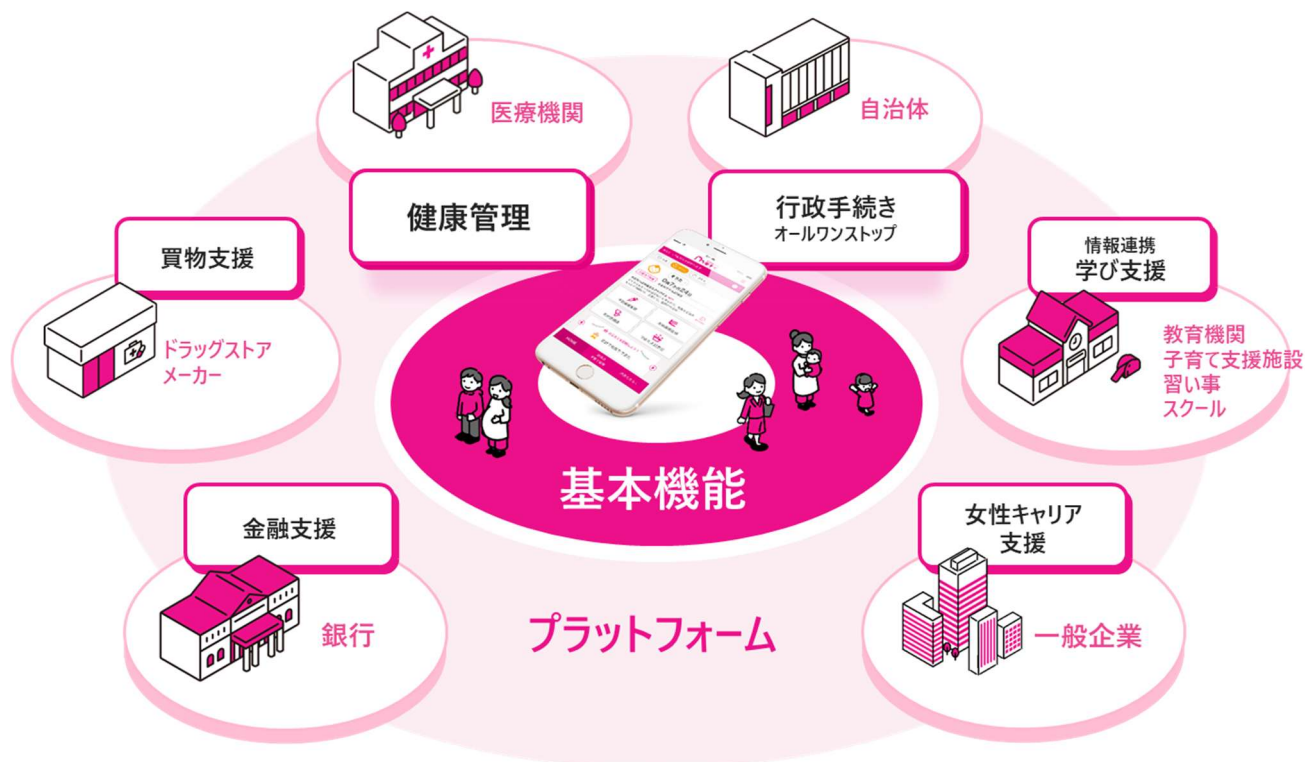 医療機関
自治体
健康管理
行政手続き
オールワンストップ
買物支援
情報連携
学び支援
ドラッグストア
メーカー
教育機関
子育て支援施設
習い事
スクール
基本機能
金融支援
女性キャリア
支援
銀行
プラットフォーム
一般企業